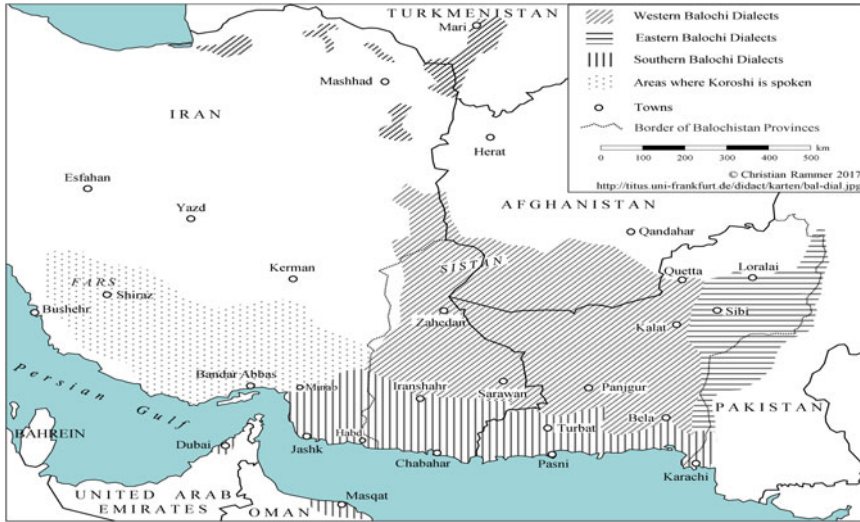 TURKMENISTAN
Mari
Mashhad
IRAN
Herat
Esfahan
Yazd
AFGHANISTAN
Qandahar
SISTAN
Kerman
Quetta
Loralai
FARS
Shiraz
Bushehr
Zahedan
Kalat
Sibi
Bandar Abbas
Minab
Iranshahr
Sarawan
Panjgur
PAKISTAN
Persian Gulf
BAHREIN
Dubai
Jashk
Habd
Chabahar
Turbat
Bela
Pasni
Karachi
UNITED ARAB
EMIRATES
OMAN
Masqat
Western Balochi Dialects
Eastern Balochi Dialects
Southern Balochi Dialects
Areas where Koroshi is spoken
Towns
Border of Balochistan Provinces
km
0 100 200 300 400 500
© Christian Rammer 2017
http://titus.uni-frankfurt.de/didact/karten/bal-dial.jpg